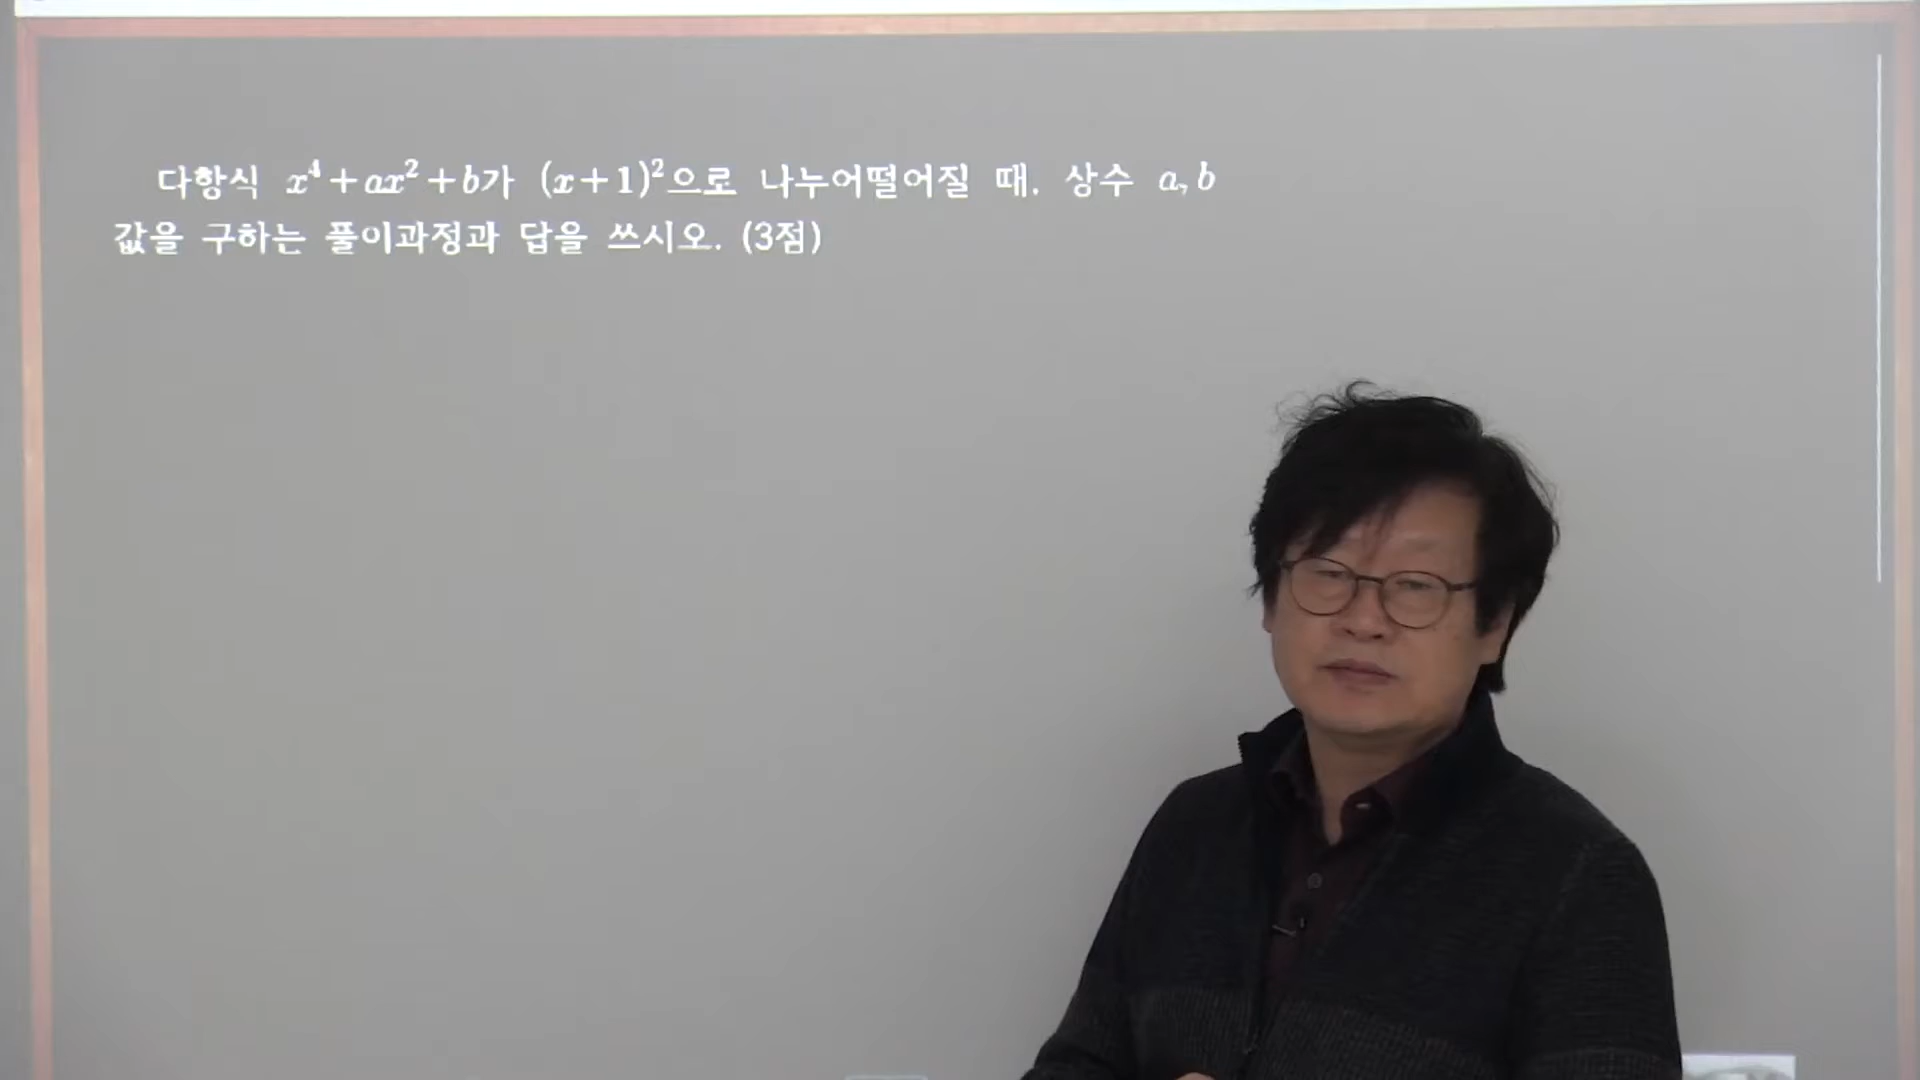 다항식 x⁴+ax²+b가 (x+1)²으로 나누어떨어질 때, 상수 a, b
값을 구하는 풀이과정과 답을 쓰시오. (3점)